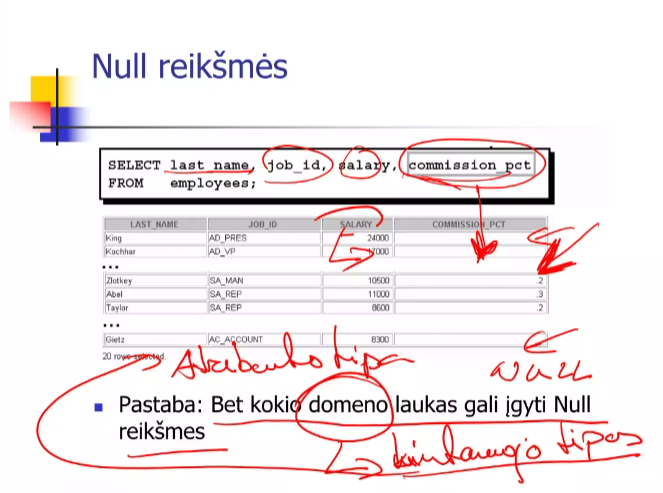 Null reikšmės
SELECT last_name, job_id, salary, commission_pct
FROM employees;
LAST_NAME JOB_ID SALARY COMMISSION_PCT
King AD_PRES 24000
Kochhar AD_VP 17000
...
Zlotkey SA_MAN 10500 .2
Abel SA_REP 11000 .3
Taylor SA_REP 8600 .2
...
Gietz AC_ACCOUNT 8300
20 rows selected.
Atributo tipas
Null
Pastaba: Bet kokio domeno laukas gali įgyti Null
reikšmes
kintamojo tipas